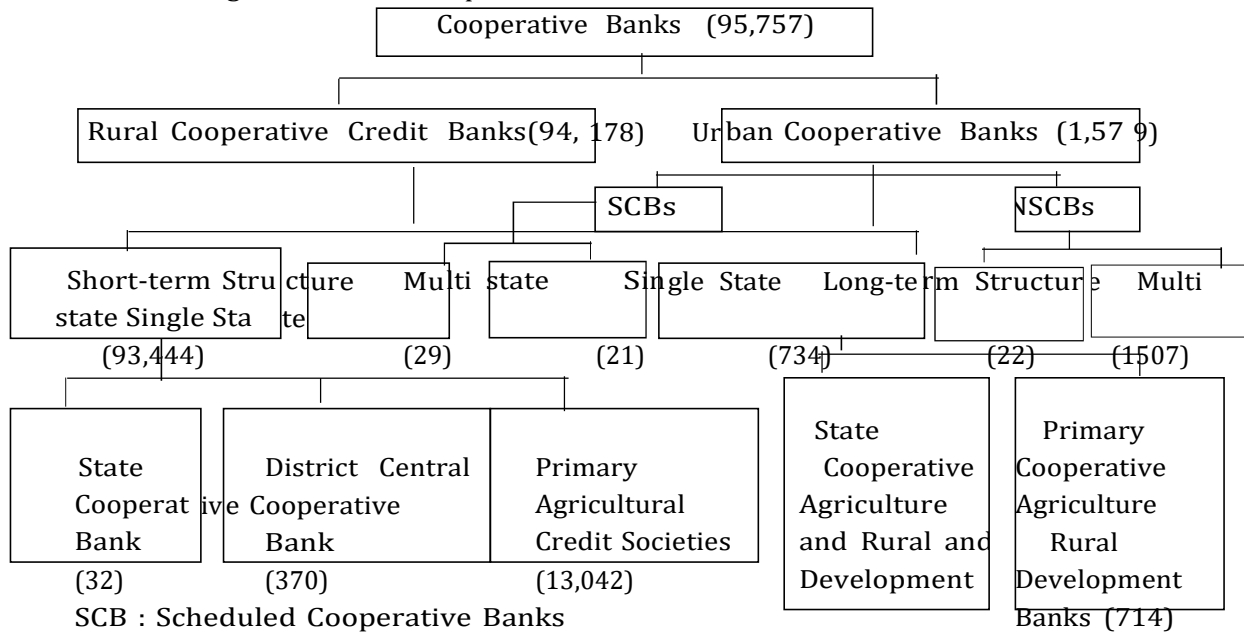 Cooperative Banks (95,757)
Rural Cooperative Credit Banks(94, 178) Urban Cooperative Banks (1,57 9)
SCBs NSCBs
Short-term Structure Multi state Single State Long-term Structure Multi
state Single State
(93,444) (29) (21) (734) (22) (1507)
State
Cooperative
Bank
(32)
District Central
Cooperative
Bank
(370)
Primary
Agricultural
Credit Societies
(13,042)
State
Cooperative
Agriculture
and Rural and
Development
Primary
Cooperative
Agriculture
Rural
Development
Banks (714)
SCB : Scheduled Cooperative Banks